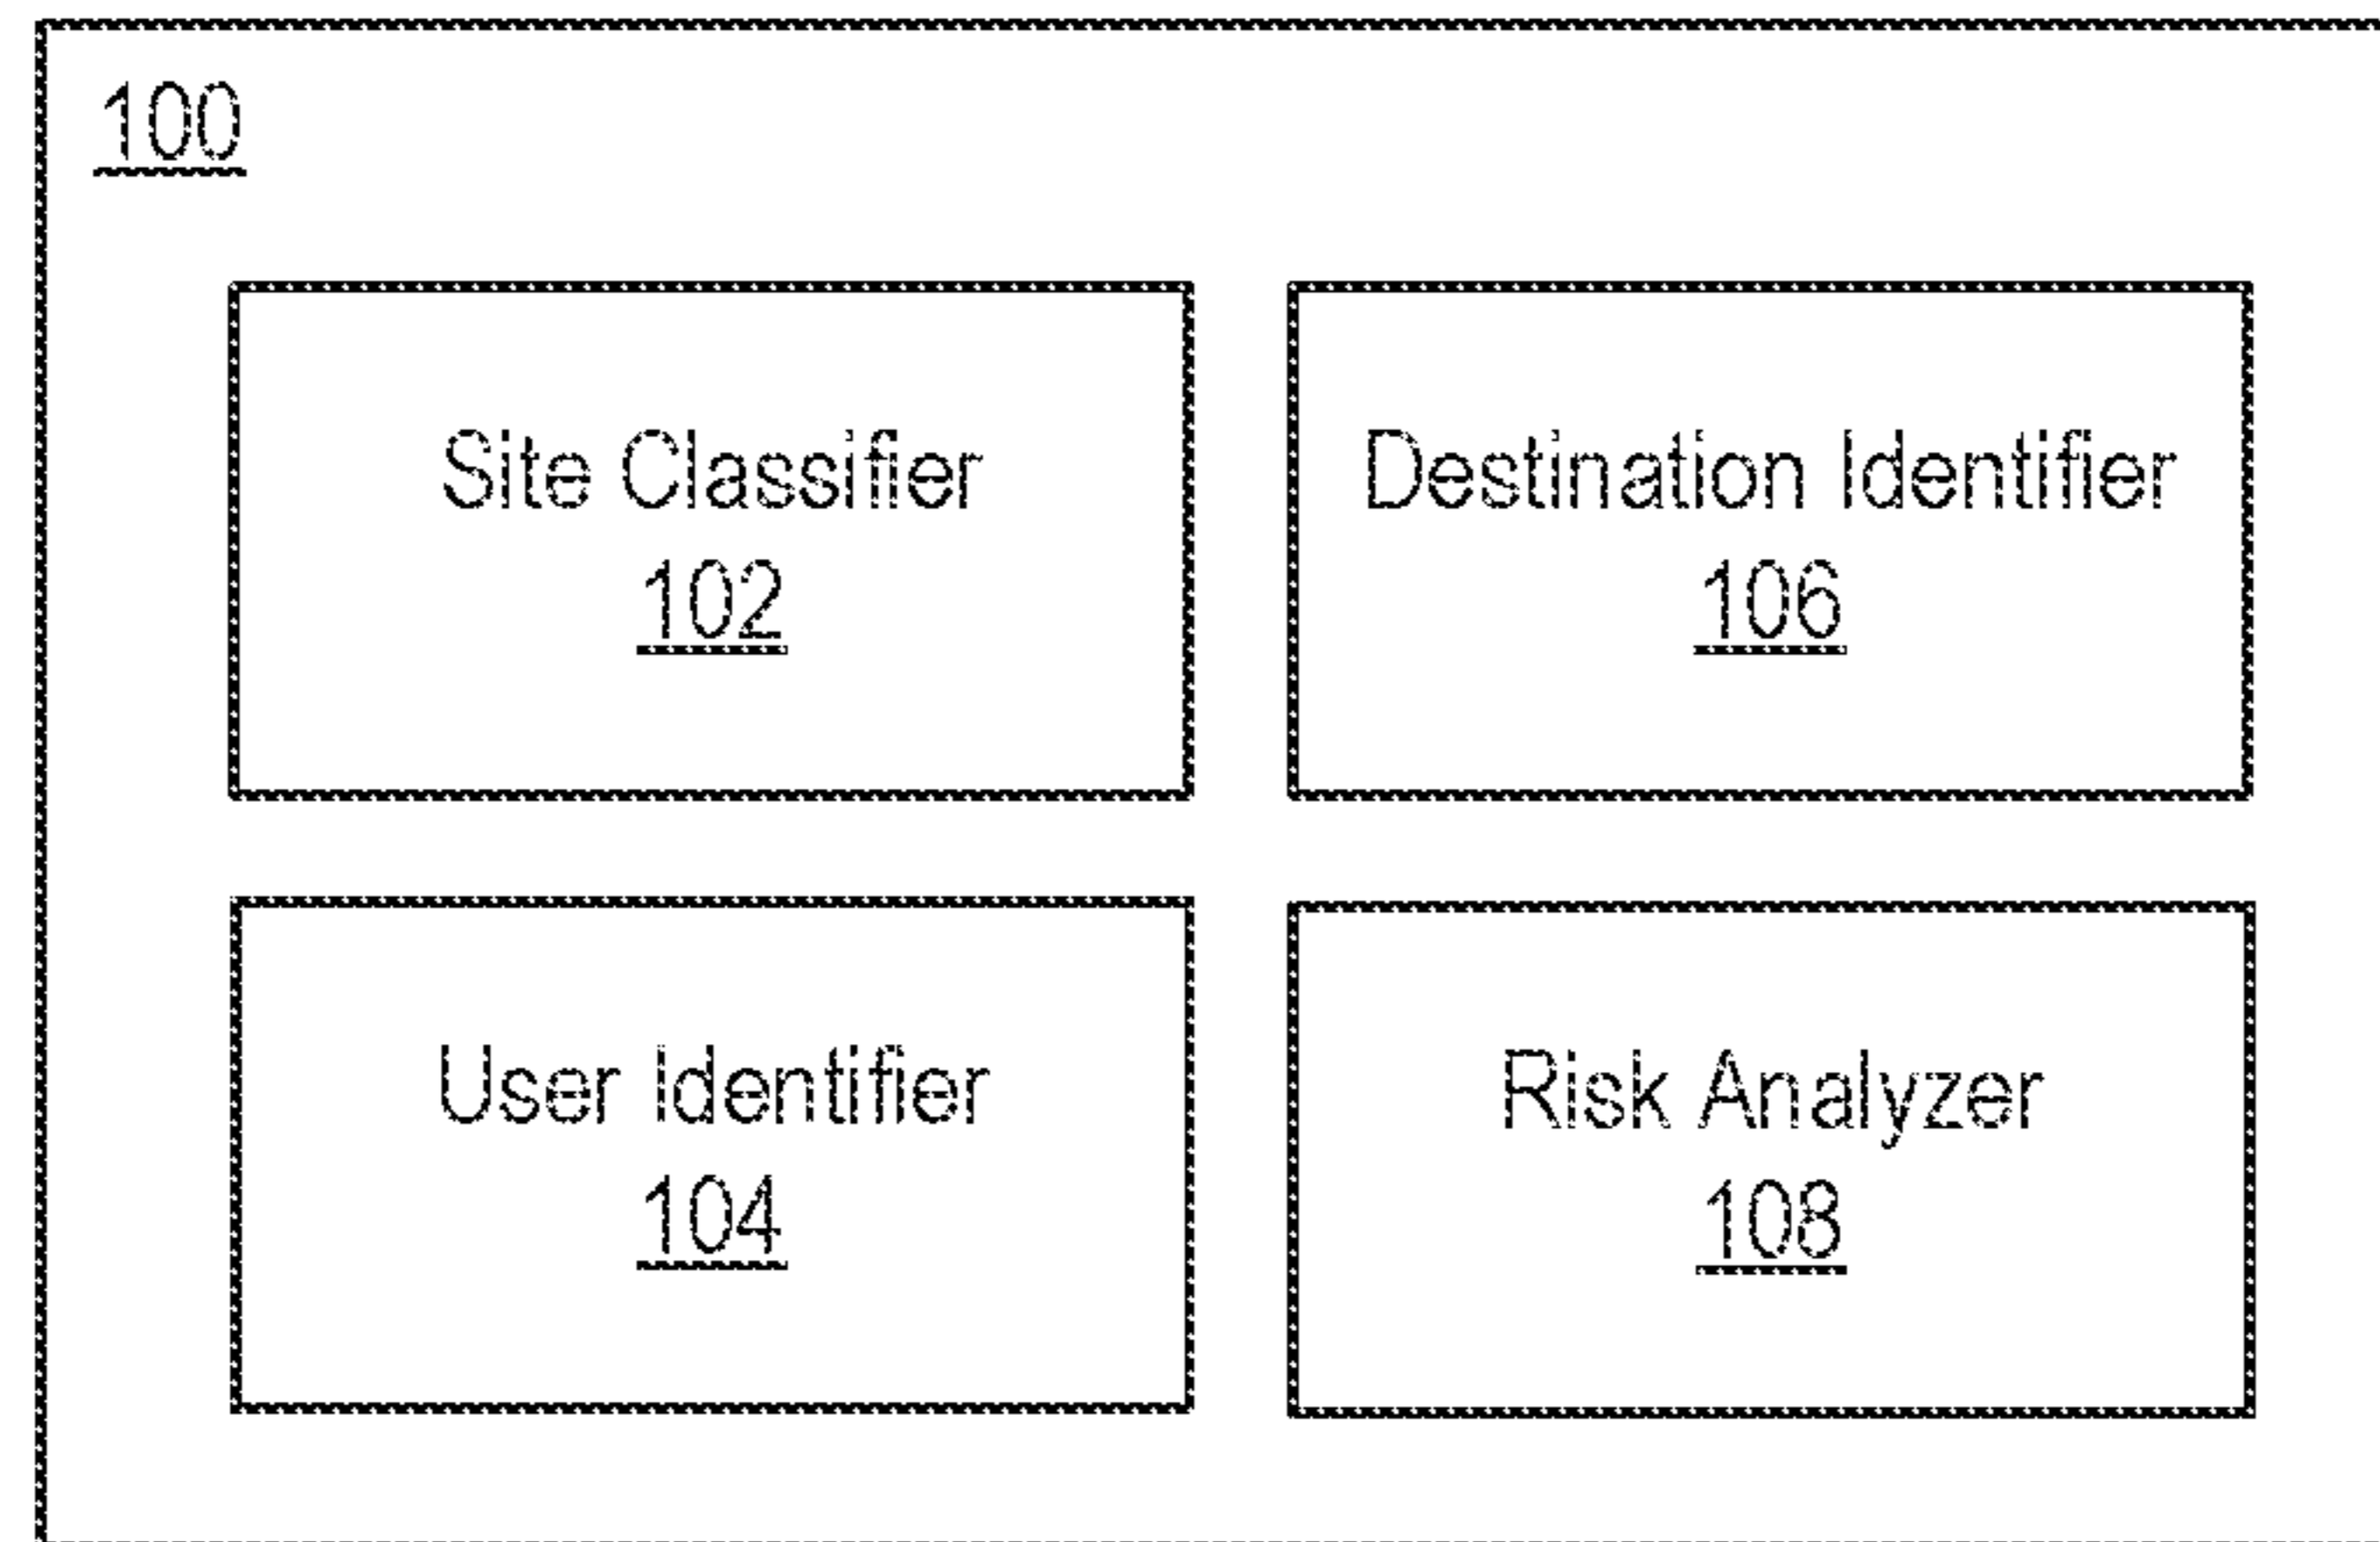 100
Site Classifier
102
Destination Identifier
106
User Identifier
104
Risk Analyzer
108